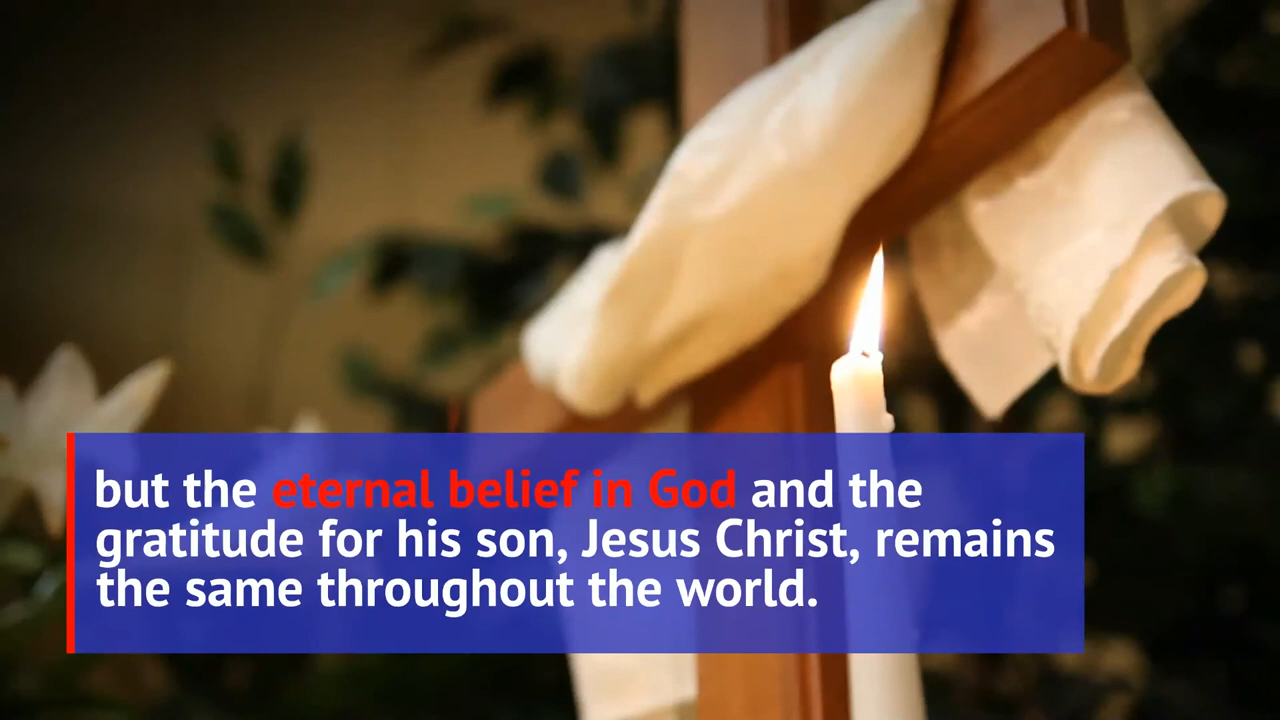 but the eternal belief in God and the
gratitude for his son, Jesus Christ, remains
the same throughout the world.